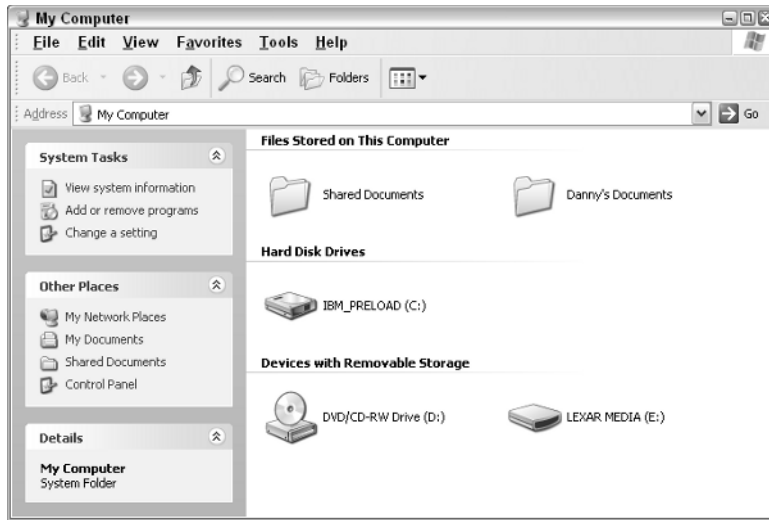 My Computer
File Edit View Favorites Tools Help
Back Search Folders
Address My Computer Go
System Tasks
View system information
Add or remove programs
Change a setting
Other Places
My Network Places
My Documents
Shared Documents
Control Panel
Details
My Computer
System Folder
Files Stored on This Computer
Shared Documents Danny's Documents
Hard Disk Drives
IBM_PRELOAD (C:)
Devices with Removable Storage
DVD/CD-RW Drive (D:) LEXAR MEDIA (E:)